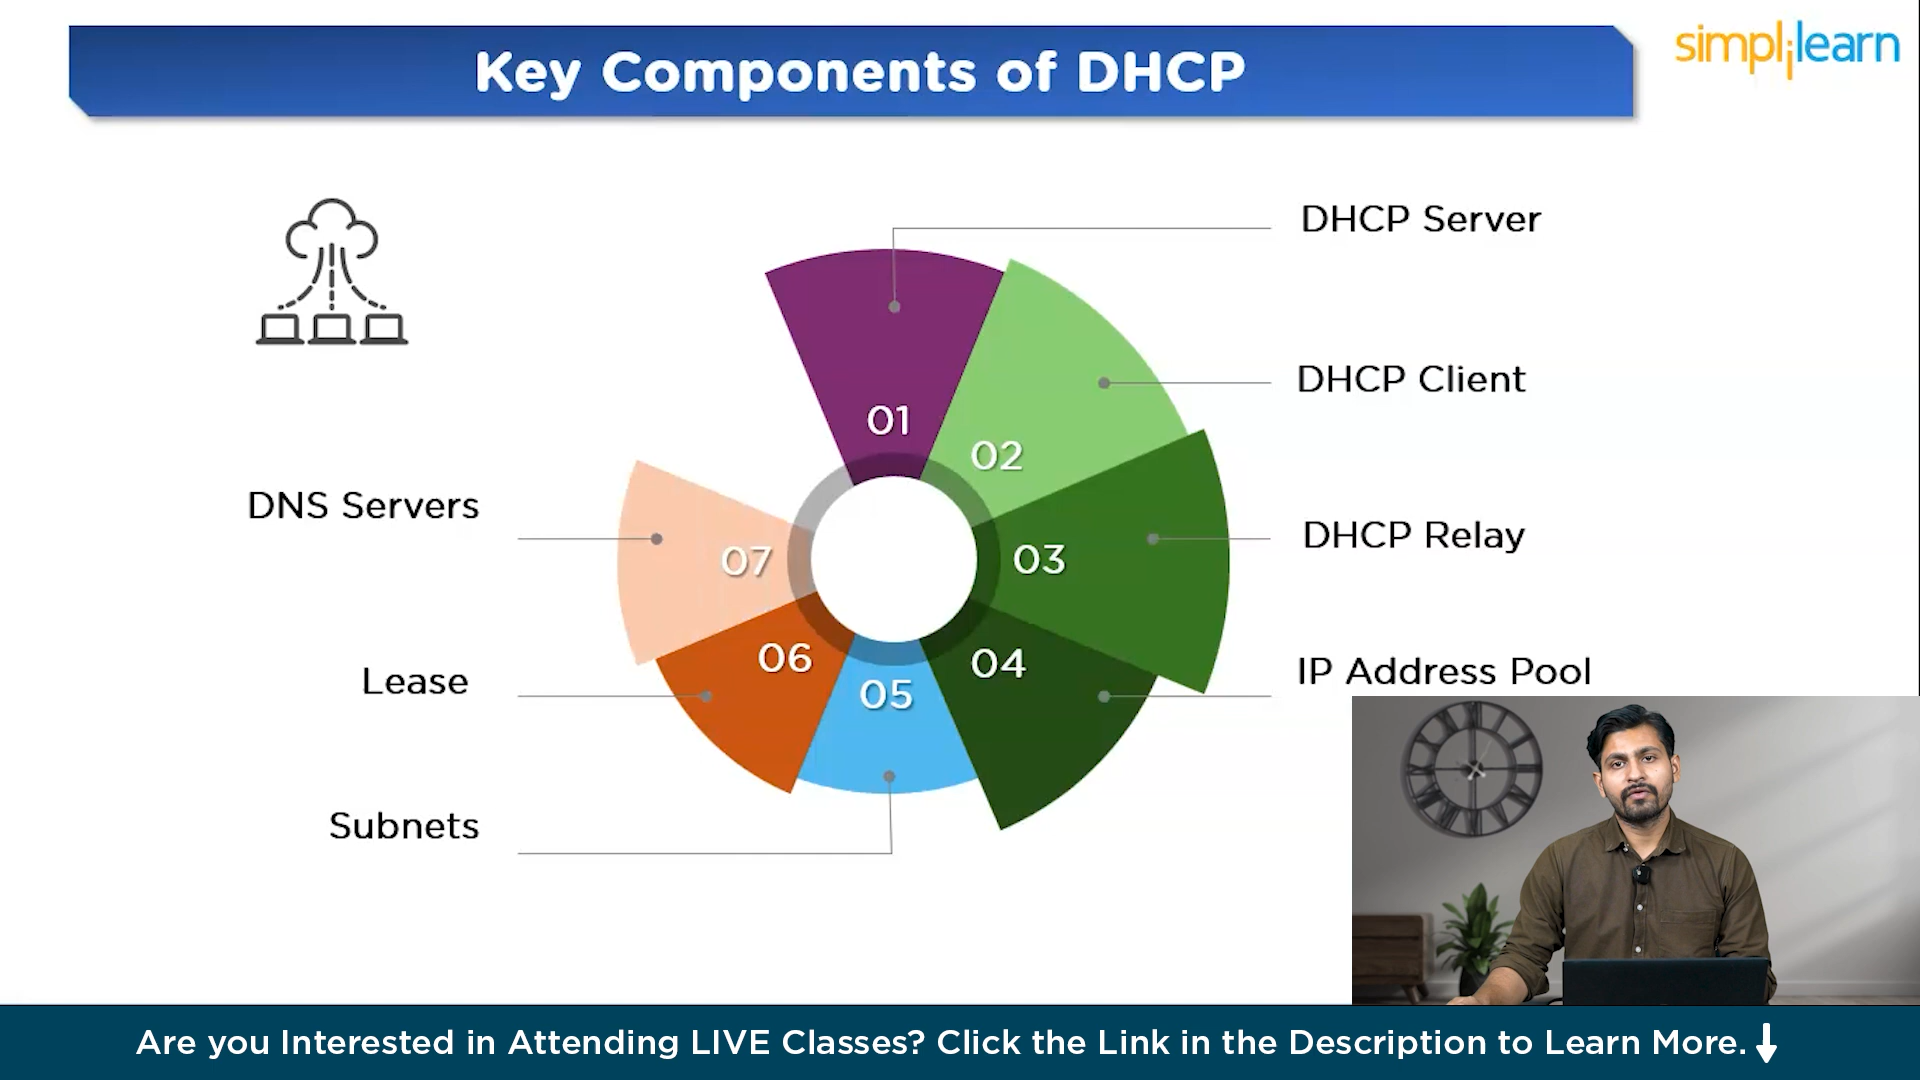 Key Components of DHCP
simplilearn
DHCP Server
DHCP Client
DHCP Relay
IP Address Pool
DNS Servers
Lease
Subnets
01
02
03
04
05
06
07
Are you Interested in Attending LIVE Classes? Click the Link in the Description to Learn More.